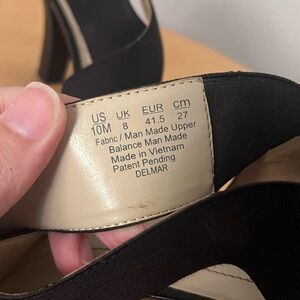 US UK EUR cm
10M 8 41.5 27
Fabric / Man Made Upper
Balance Man Made
Made in Vietnam
Patent Pending
DELMAR